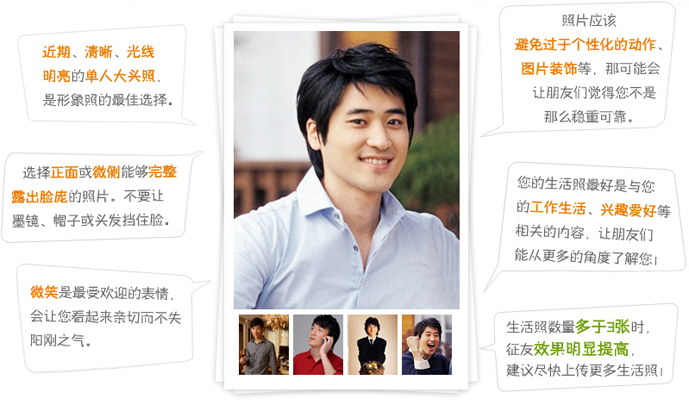 近期、清晰、光线
明亮的单人大头照，
是形象照的最佳选择。
选择正面或微侧能够完整
露出脸庞的照片。不要让
墨镜、帽子或头发挡住脸。
微笑是最受欢迎的表情，
会让您看起来亲切而不失
阳刚之气。
照片应该
避免过于个性化的动作、
图片装饰等，那可能会
让朋友们觉得您不是
那么稳重可靠。
您的生活照最好是与您
的工作生活、兴趣爱好等
相关的内容，让朋友们
能从更多的角度了解您！
生活照数量多于3张时，
征友效果明显提高，
建议尽快上传更多生活照！